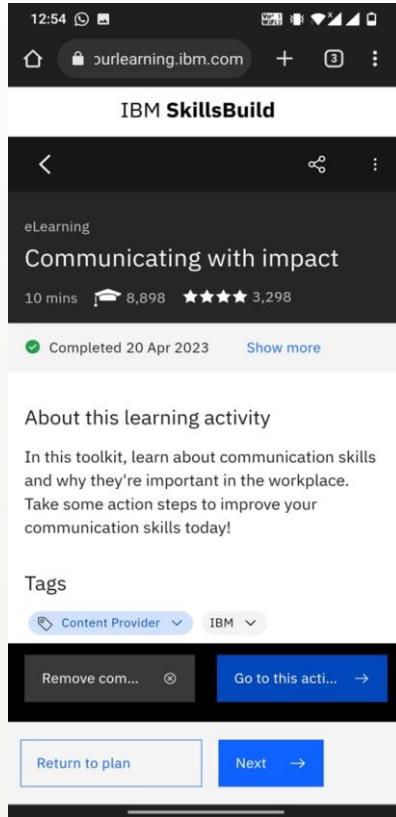 12:54
ourlearning.ibm.com
3
IBM SkillsBuild
eLearning
Communicating with impact
10 mins 8,898 ★★★★ 3,298
Completed 20 Apr 2023 Show more
About this learning activity
In this toolkit, learn about communication skills
and why they're important in the workplace.
Take some action steps to improve your
communication skills today!
Tags
Content Provider IBM
Remove com... Go to this acti... →
Return to plan Next →